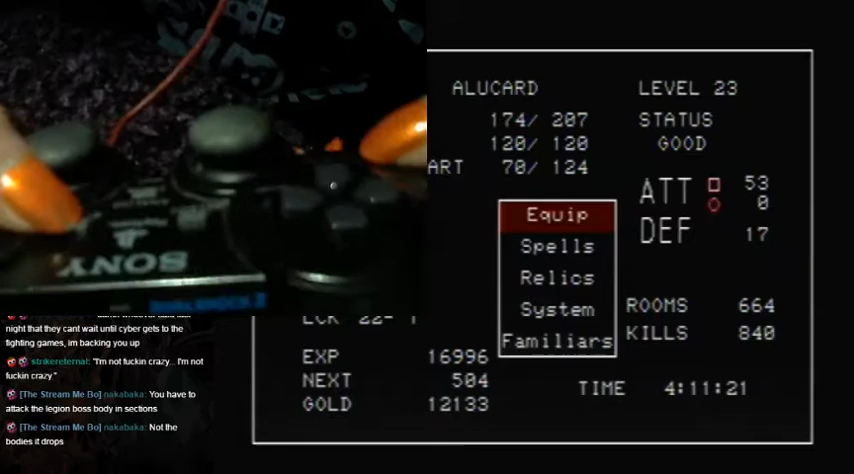 ALUCARD
LEVEL 23
174/ 207
STATUS
120/ 120
GOOD
ART 70/ 124
ATT 53
0
DEF 17
Equip
Spells
Relics
System
Familiars
SONY
ROOMS 664
KILLS 840
EXP 16996
NEXT 504
GOLD 12133
TIME 4:11:21
night that they cant wait until cyber gets to the
fighting games, im backing you up
strikereternal: "I'm not fuckin crazy... I'm not
fuckin crazy"
[The Stream Me Bo] nakabaka: You have to
attack the legion boss body in sections
[The Stream Me Bo] nakabaka: Not the
bodies it drops